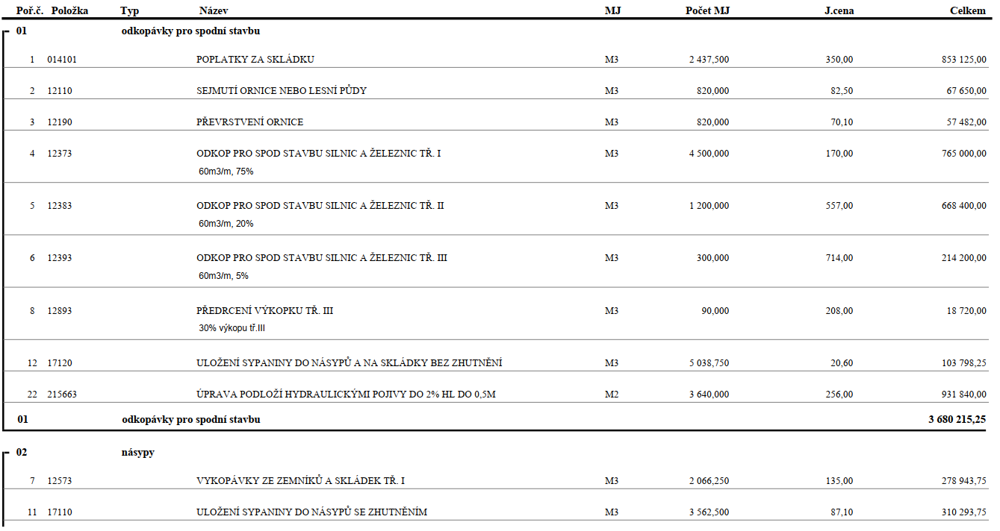 Poř.č. Položka Typ Název MJ Počet MJ J.cena Celkem
01 odkopávky pro spodní stavbu
1 014101 POPLATKY ZA SKLÁDKU M3 2 437,500 350,00 853 125,00
2 12110 SEJMUTÍ ORNICE NEBO LESNÍ PŮDY M3 820,000 82,50 67 650,00
3 12190 PŘEVRSTVENÍ ORNICE M3 820,000 70,10 57 482,00
4 12373 ODKOP PRO SPOD STAVBU SILNIC A ŽELEZNIC TŘ. I M3 4 500,000 170,00 765 000,00
60m3/m, 75%
5 12383 ODKOP PRO SPOD STAVBU SILNIC A ŽELEZNIC TŘ. II M3 1 200,000 557,00 668 400,00
60m3/m, 20%
6 12393 ODKOP PRO SPOD STAVBU SILNIC A ŽELEZNIC TŘ. III M3 300,000 714,00 214 200,00
60m3/m, 5%
8 12893 PŘEDRCENÍ VÝKOPKU TŘ. III M3 90,000 208,00 18 720,00
30% výkopu tř.III
12 17120 ULOŽENÍ SYPANINY DO NÁSYPŮ A NA SKLÁDKY BEZ ZHUTNĚNÍ M3 5 038,750 20,60 103 798,25
22 215663 ÚPRAVA PODLOŽÍ HYDRAULICKÝMI POJIVY DO 2% HL DO 0,5M M2 3 640,000 256,00 931 840,00
01 odkopávky pro spodní stavbu 3 680 215,25
02 násypy
7 12573 VYKOPÁVKY ZE ZEMNÍKŮ A SKLÁDEK TŘ. I M3 2 066,250 135,00 278 943,75
11 17110 ULOŽENÍ SYPANINY DO NÁSYPŮ SE ZHUTNĚNÍM M3 3 562,500 87,10 310 293,75